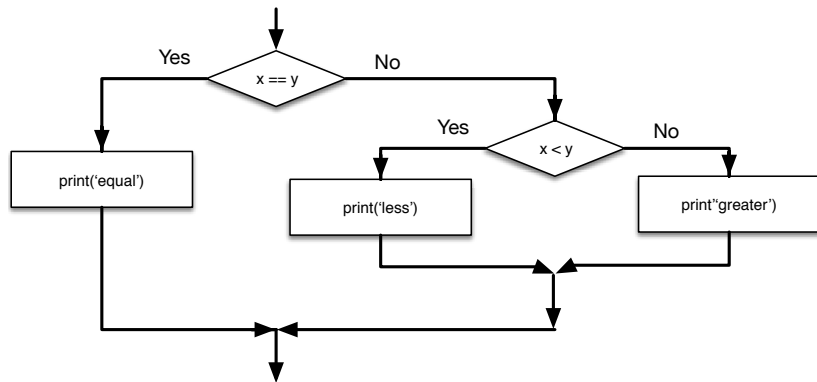 Yes
x == y
No
Yes
x < y
No
print(‘equal’)
print(‘less’)
print’‘greater’)